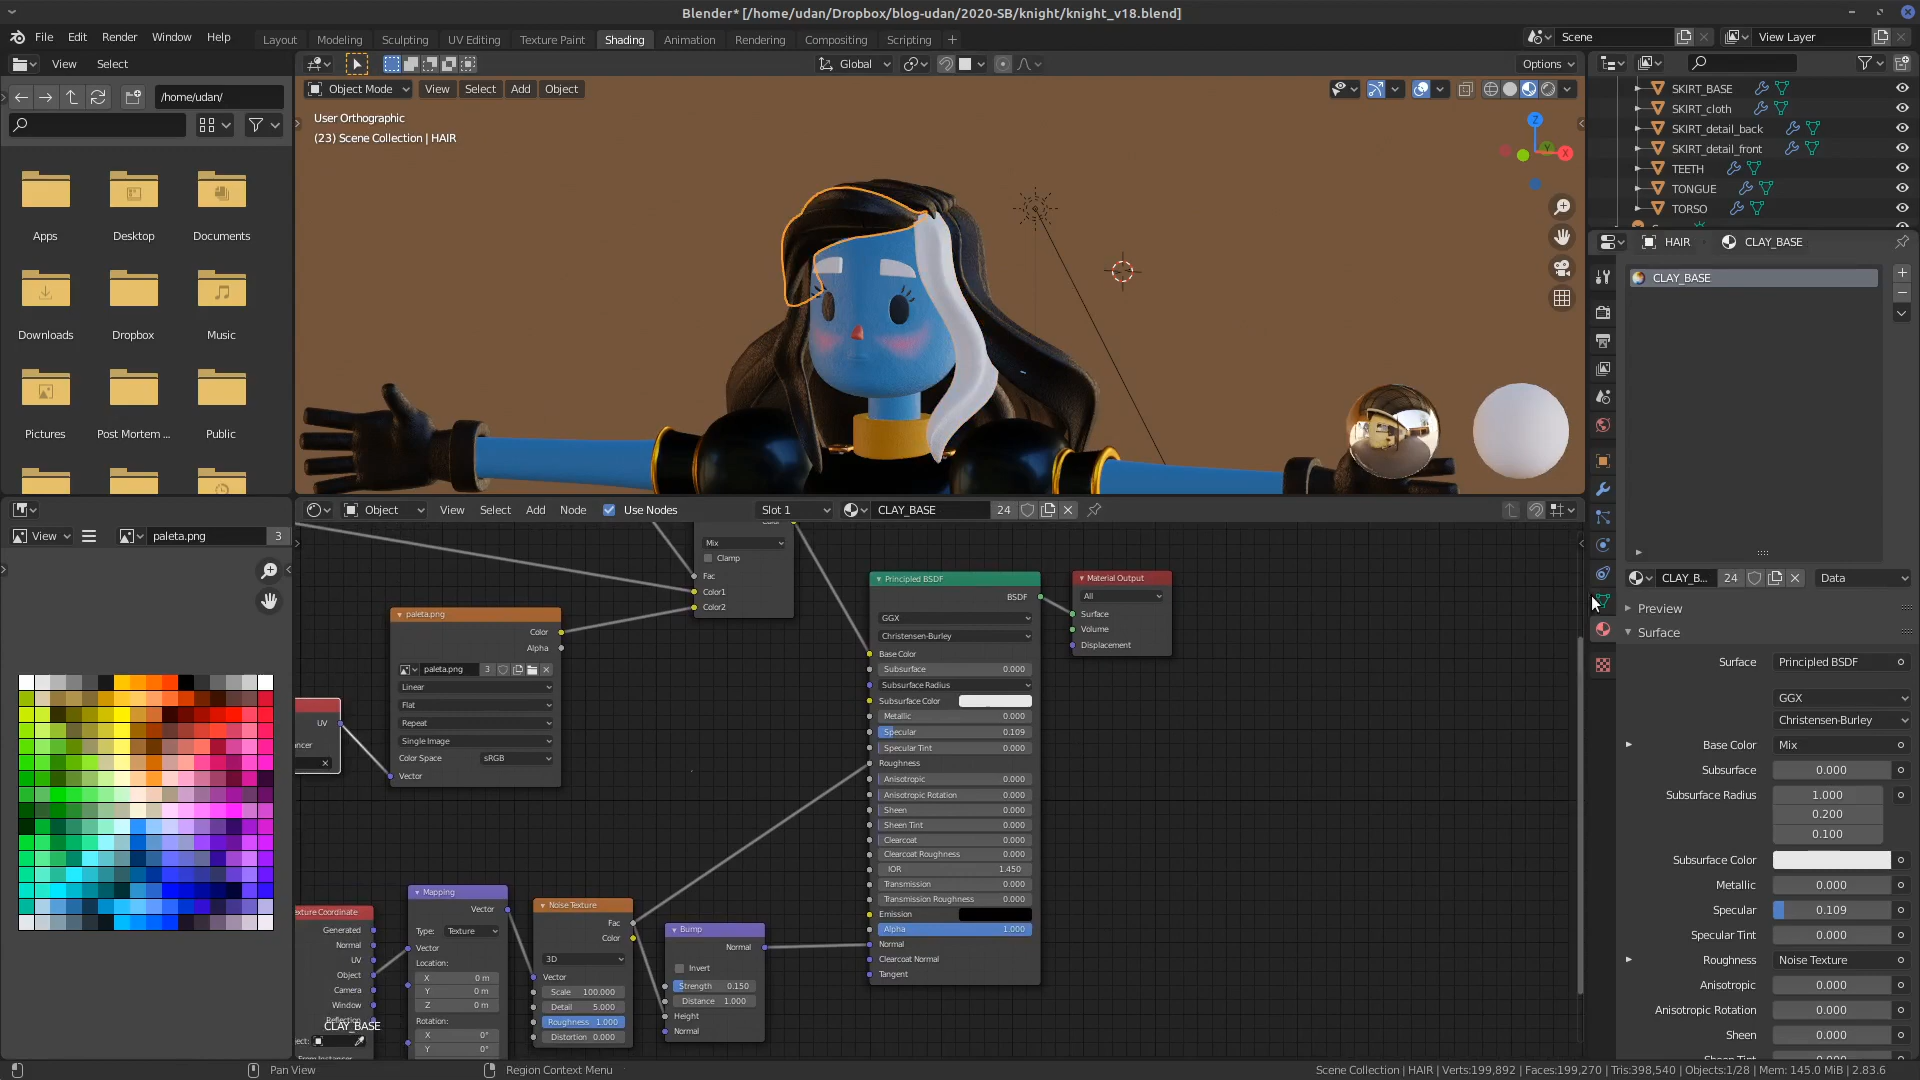 Blender* [/home/udan/Dropbox/blog-udan/2020-SB/knight/knight_v18.blend]
File Edit Render Window Help
Layout Modeling Sculpting UV Editing Texture Paint Shading Animation Rendering Compositing Scripting +
Scene
View Layer
View Select
Global
Options
/home/udan/
Object Mode View Select Add Object
User Orthographic
(23) Scene Collection | HAIR
Z
Y
X
SKIRT_BASE
SKIRT_cloth
SKIRT_detail_back
SKIRT_detail_front
TEETH
TONGUE
TORSO
Apps Desktop Documents
Downloads Dropbox Music
Pictures Post Mortem ... Public
HAIR CLAY_BASE
CLAY_BASE
Object View Select Add Node Use Nodes Slot 1 CLAY_BASE 24
View paleta.png 3
Color
Mix
Clamp
Fac
Color1
Color2
paleta.png
Color
Alpha
paleta.png 3
Linear
Flat
Repeat
Single Image
Color Space sRGB
Vector
UV
ncer
Principled BSDF
BSDF
GGX
Christensen-Burley
Base Color
Subsurface 0.000
Subsurface Radius
Subsurface Color
Metallic 0.000
Specular 0.109
Specular Tint 0.000
Roughness
Anisotropic 0.000
Anisotropic Rotation 0.000
Sheen 0.000
Sheen Tint 0.000
Clearcoat 0.000
Clearcoat Roughness 0.000
IOR 1.450
Transmission 0.000
Transmission Roughness 0.000
Emission
Alpha 1.000
Normal
Clearcoat Normal
Tangent
Material Output
All
Surface
Volume
Displacement
exture Coordinate
Generated
Normal
UV
Object
Camera
Window
Reflection
ect:
From Instancer
CLAY_BASE
Mapping
Vector
Type: Texture
Vector
Location:
X 0 m
Y 0 m
Z 0 m
Rotation:
X 0°
Y 0°
Noise Texture
Fac
Color
3D
Vector
Scale 100.000
Detail 5.000
Roughness 1.000
Distortion 0.000
Bump
Normal
Invert
Strength 0.150
Distance 1.000
Height
Normal
CLAY_B... 24 Data
Preview
Surface
Surface Principled BSDF
GGX
Christensen-Burley
Base Color Mix
Subsurface 0.000
Subsurface Radius 1.000
0.200
0.100
Subsurface Color
Metallic 0.000
Specular 0.109
Specular Tint 0.000
Roughness Noise Texture
Anisotropic 0.000
Anisotropic Rotation 0.000
Sheen 0.000
Sheen Tint 0.000
Pan View
Region Context Menu
Scene Collection | HAIR | Verts:199,892 | Faces:199,270 | Tris:398,540 | Objects:1/28 | Mem: 145.0 MiB | 2.83.6